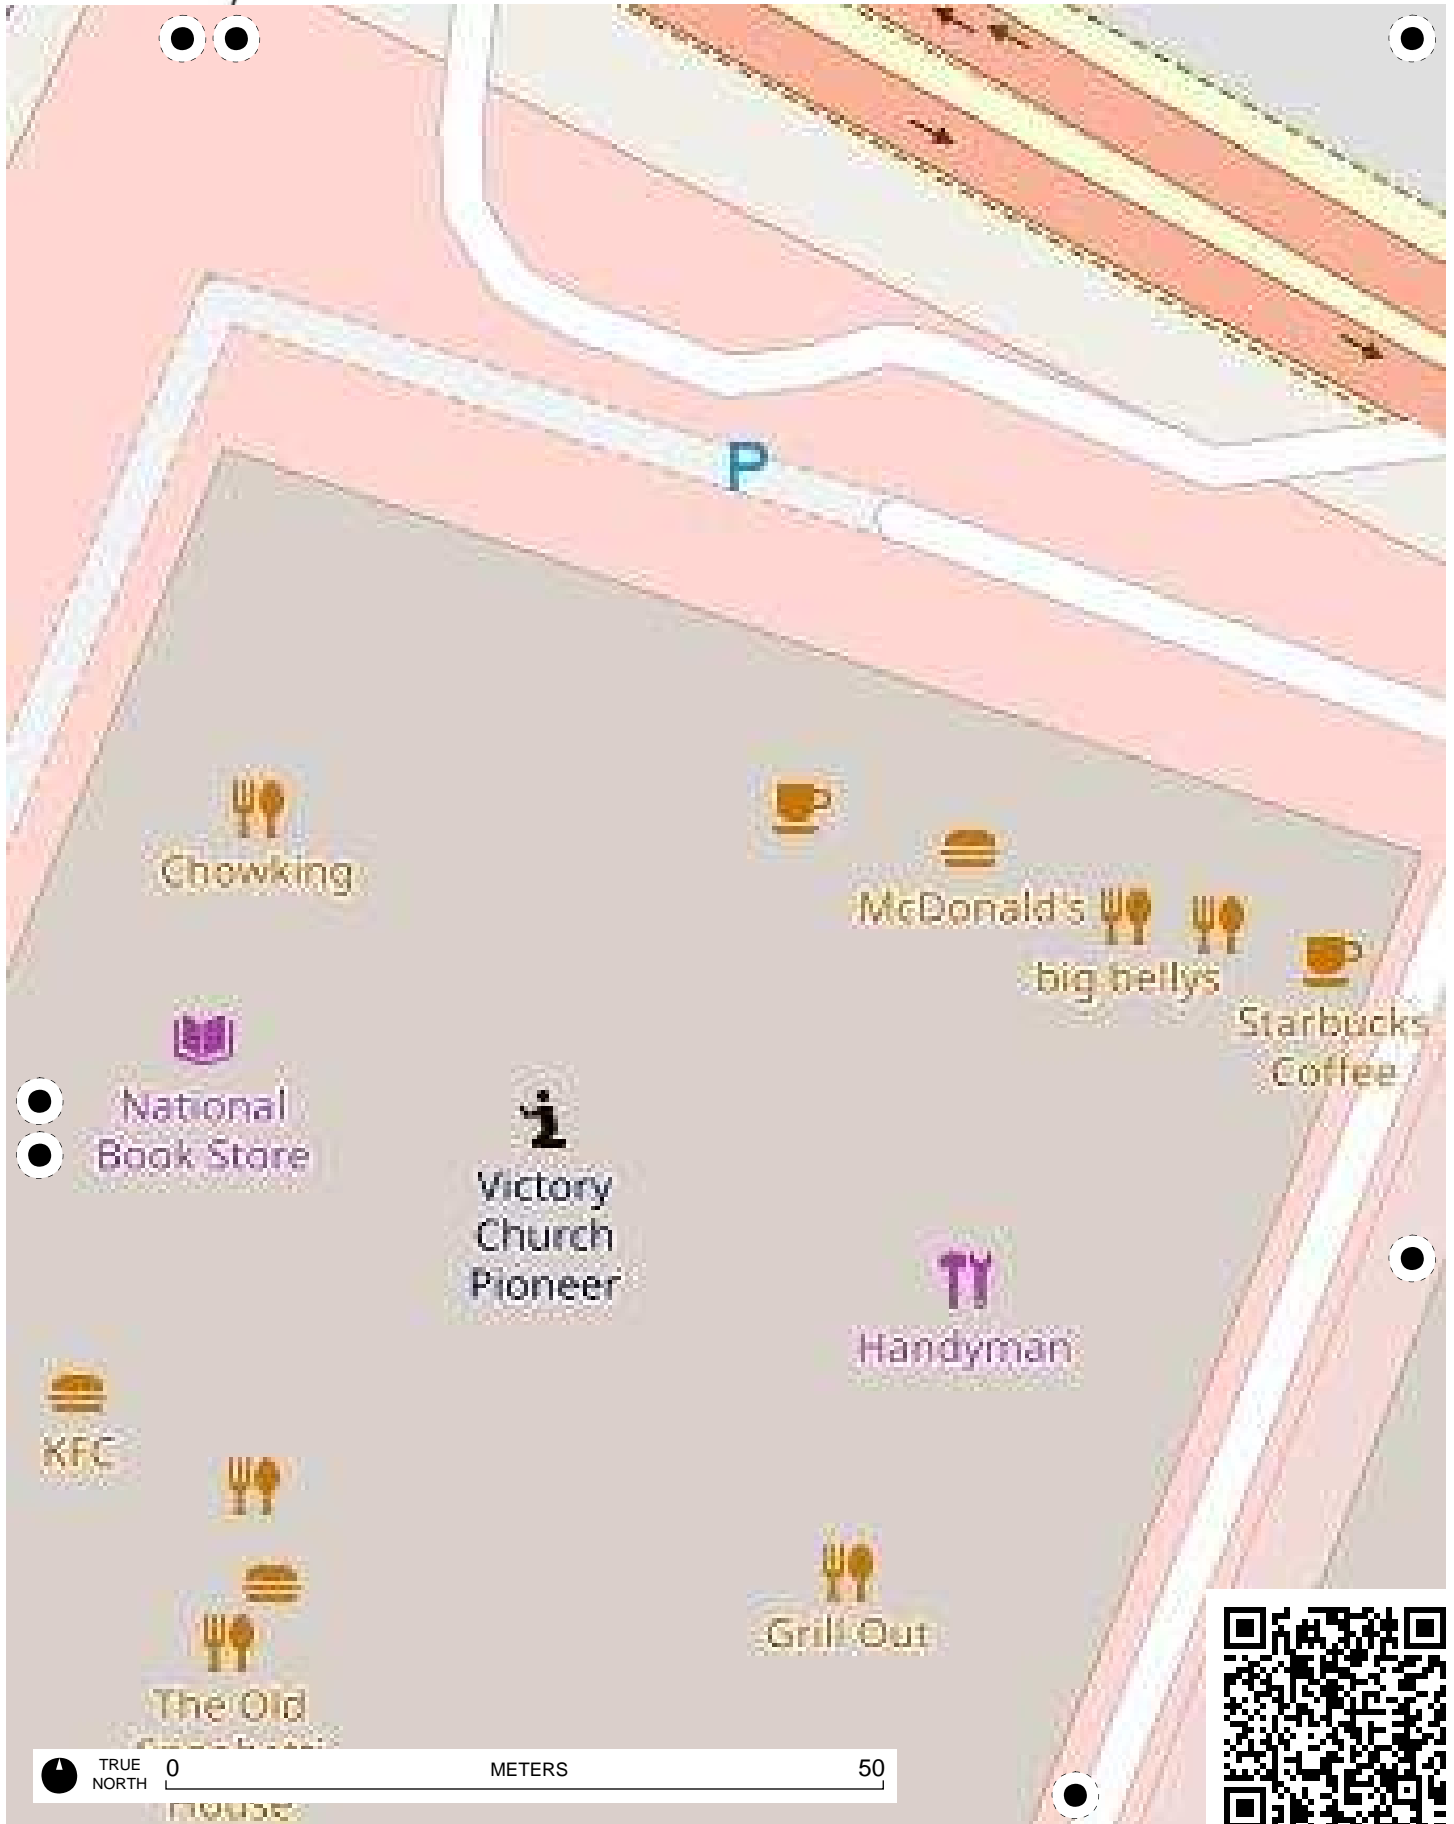 P
Chowking
McDonald's
big bellys
Starbucks
Coffee
National
Book Store
Victory
Church
Pioneer
Handyman
KFC
Grill Out
The Old
House
TRUE
NORTH
0
METERS
50